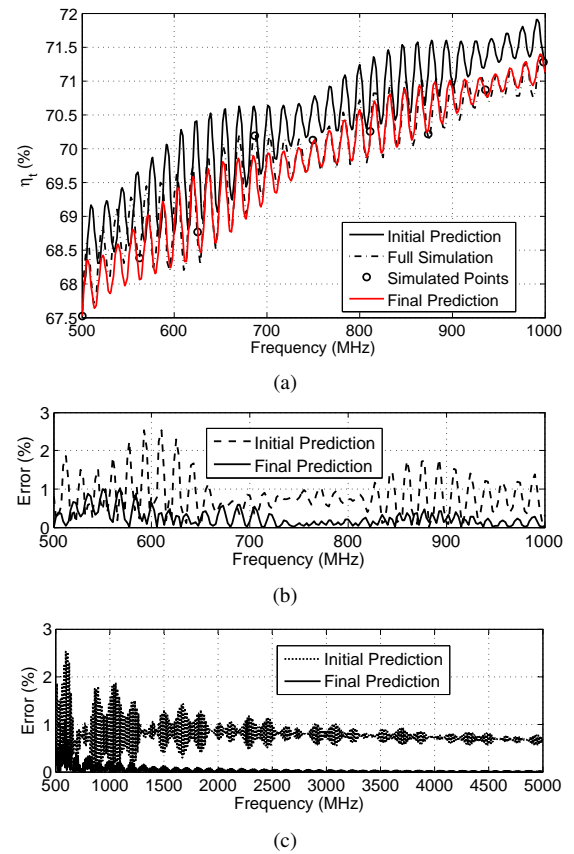 72
71.5
71
70.5
70
69.5
69
68.5
68
67.5
η_t (%)
500 600 700 800 900 1000
Frequency (MHz)
Initial Prediction
Full Simulation
Simulated Points
Final Prediction
(a)
3
2
1
0
Error (%)
Initial Prediction
Final Prediction
600 700 800 900 1000
Frequency (MHz)
(b)
3
2
1
0
Error (%)
Initial Prediction
Final Prediction
500 1000 1500 2000 2500 3000 3500 4000 4500 5000
Frequency (MHz)
(c)